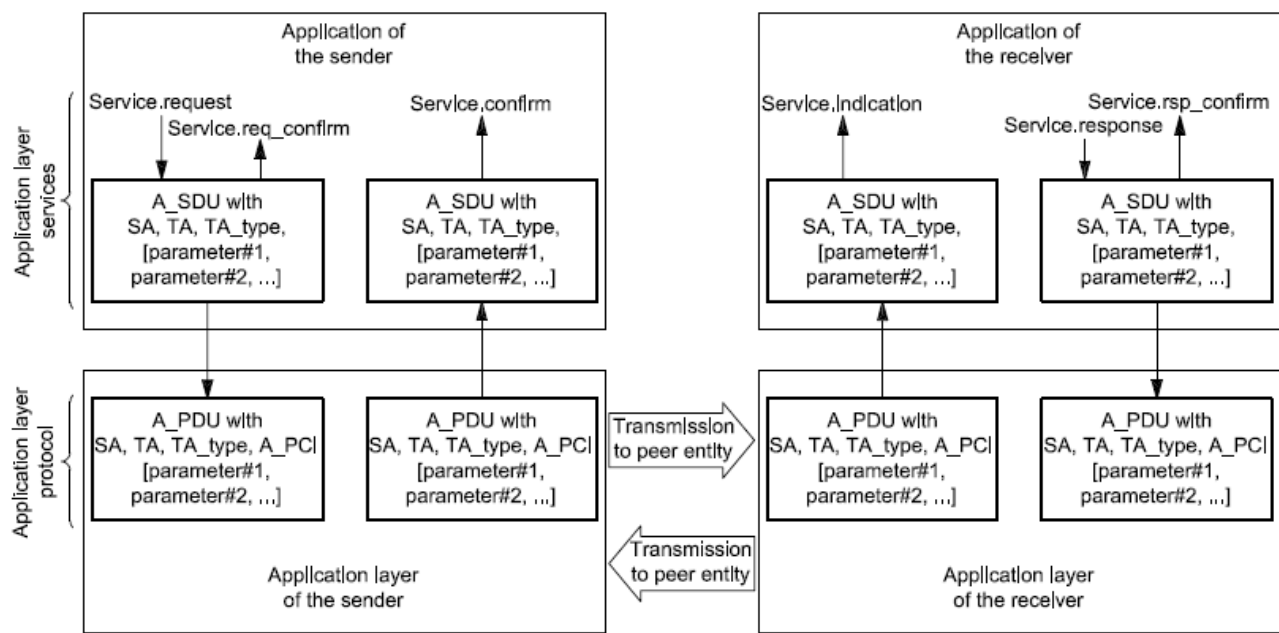 Application of
the sender
Application of
the receiver
Application layer
services
Service.request
Service.req_confirm
Service.confirm
Service.indication
Service.rsp_confirm
Service.response
A_SDU with
SA, TA, TA_type,
[parameter#1,
parameter#2, ...]
A_SDU with
SA, TA, TA_type,
[parameter#1,
parameter#2, ...]
A_SDU with
SA, TA, TA_type,
[parameter#1,
parameter#2, ...]
A_SDU with
SA, TA, TA_type,
[parameter#1,
parameter#2, ...]
Application layer
protocol
A_PDU with
SA, TA, TA_type, A_PCI
[parameter#1,
parameter#2, ...]
A_PDU with
SA, TA, TA_type, A_PCI
[parameter#1,
parameter#2, ...]
Transmission
to peer entity
A_PDU with
SA, TA, TA_type, A_PCI
[parameter#1,
parameter#2, ...]
A_PDU with
SA, TA, TA_type, A_PCI
[parameter#1,
parameter#2, ...]
Transmission
to peer entity
Application layer
of the sender
Application layer
of the receiver